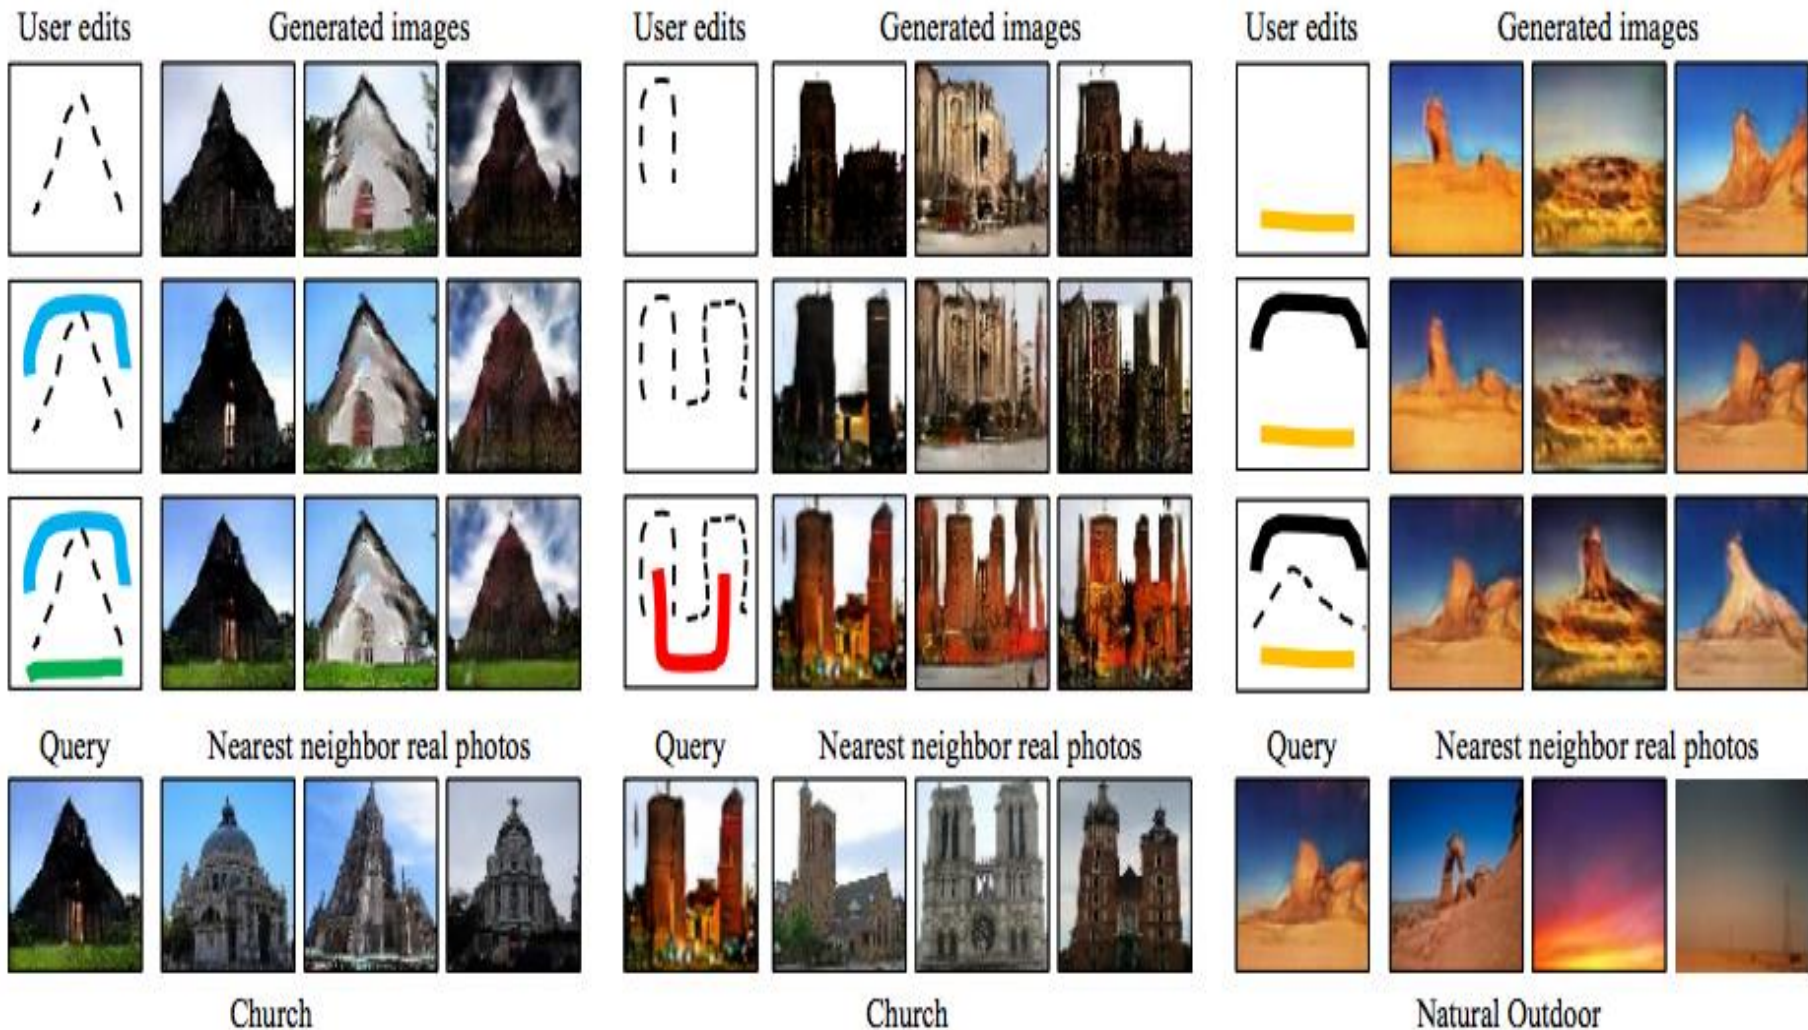 User edits Generated images User edits Generated images User edits Generated images
Query Nearest neighbor real photos Query Nearest neighbor real photos Query Nearest neighbor real photos
Church Church Natural Outdoor